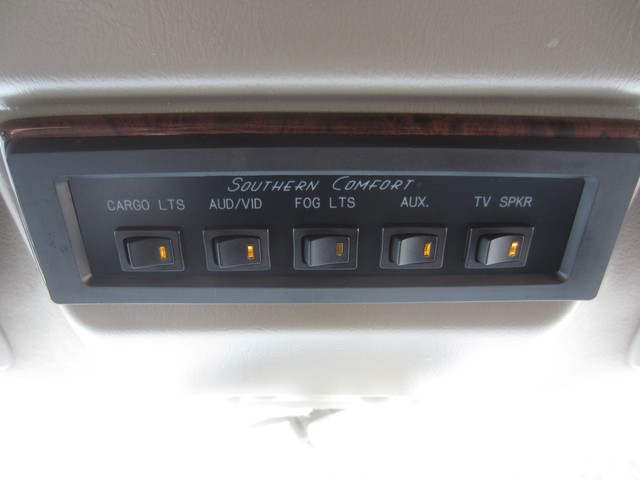 Southern Comfort
CARGO LTS AUD/VID FOG LTS AUX. TV SPKR